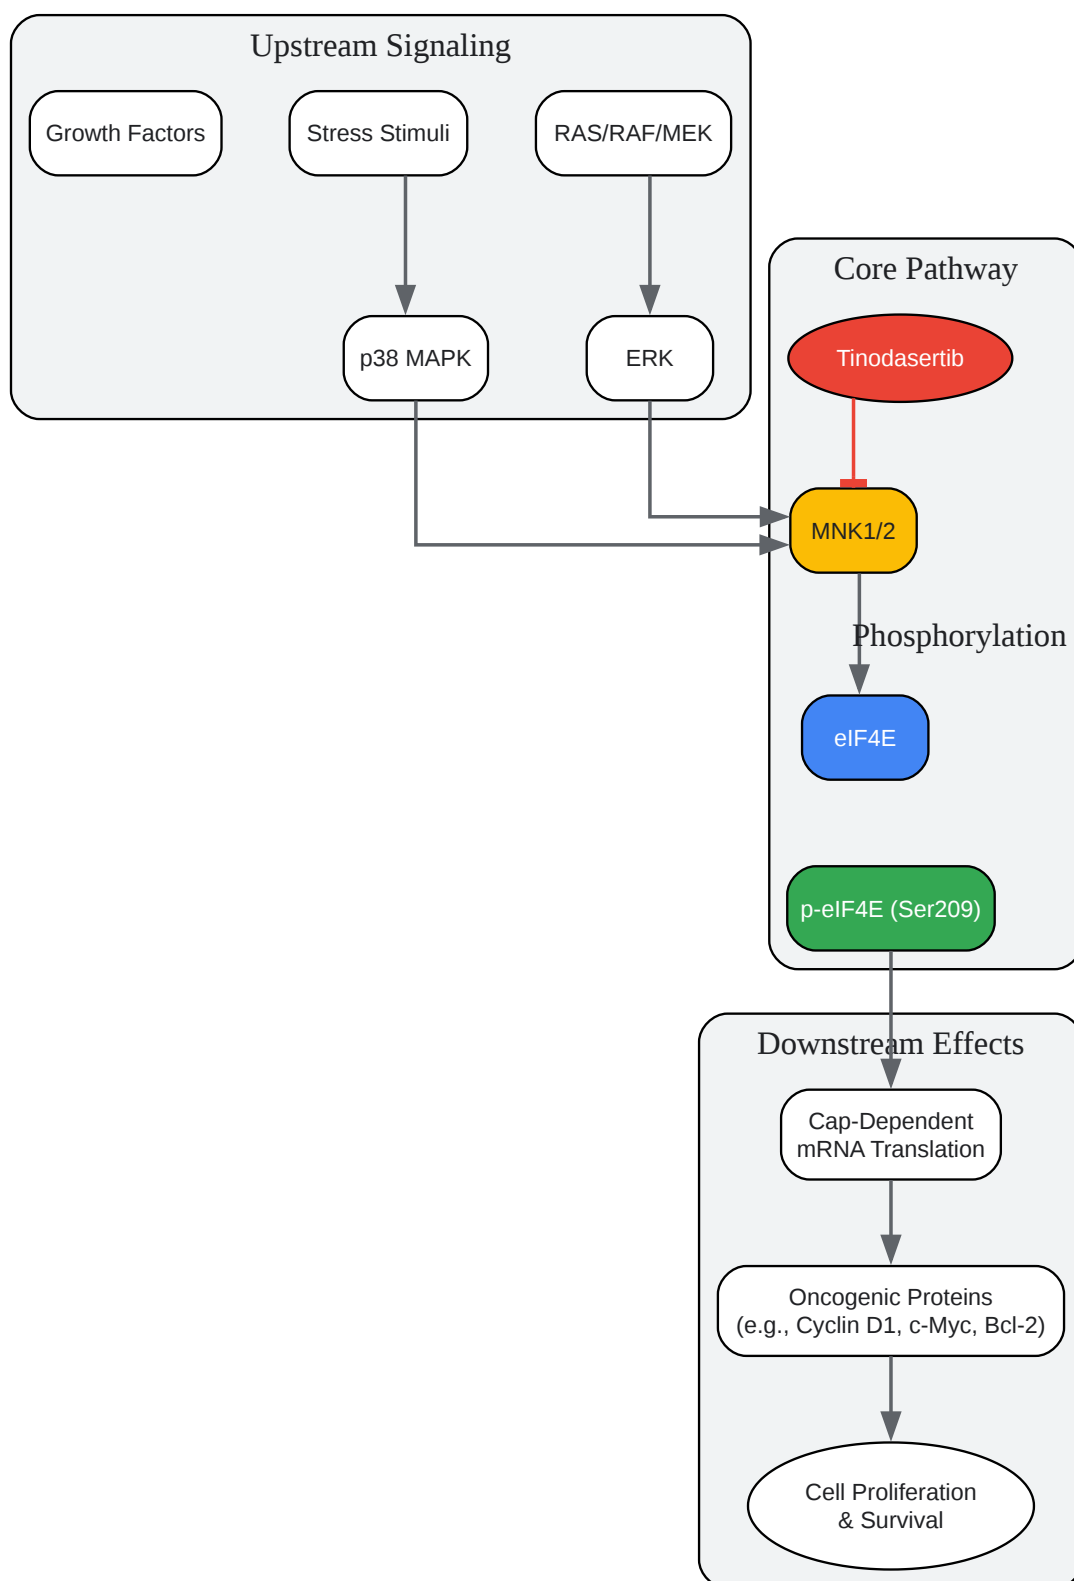 Upstream Signaling
Growth Factors
Stress Stimuli
RAS/RAF/MEK
p38 MAPK
ERK
Core Pathway
Tinodasertib
MNK1/2
Phosphorylation
eIF4E
p-eIF4E (Ser209)
Downstream Effects
Cap-Dependent
mRNA Translation
Oncogenic Proteins
(e.g., Cyclin D1, c-Myc, Bcl-2)
Cell Proliferation
& Survival